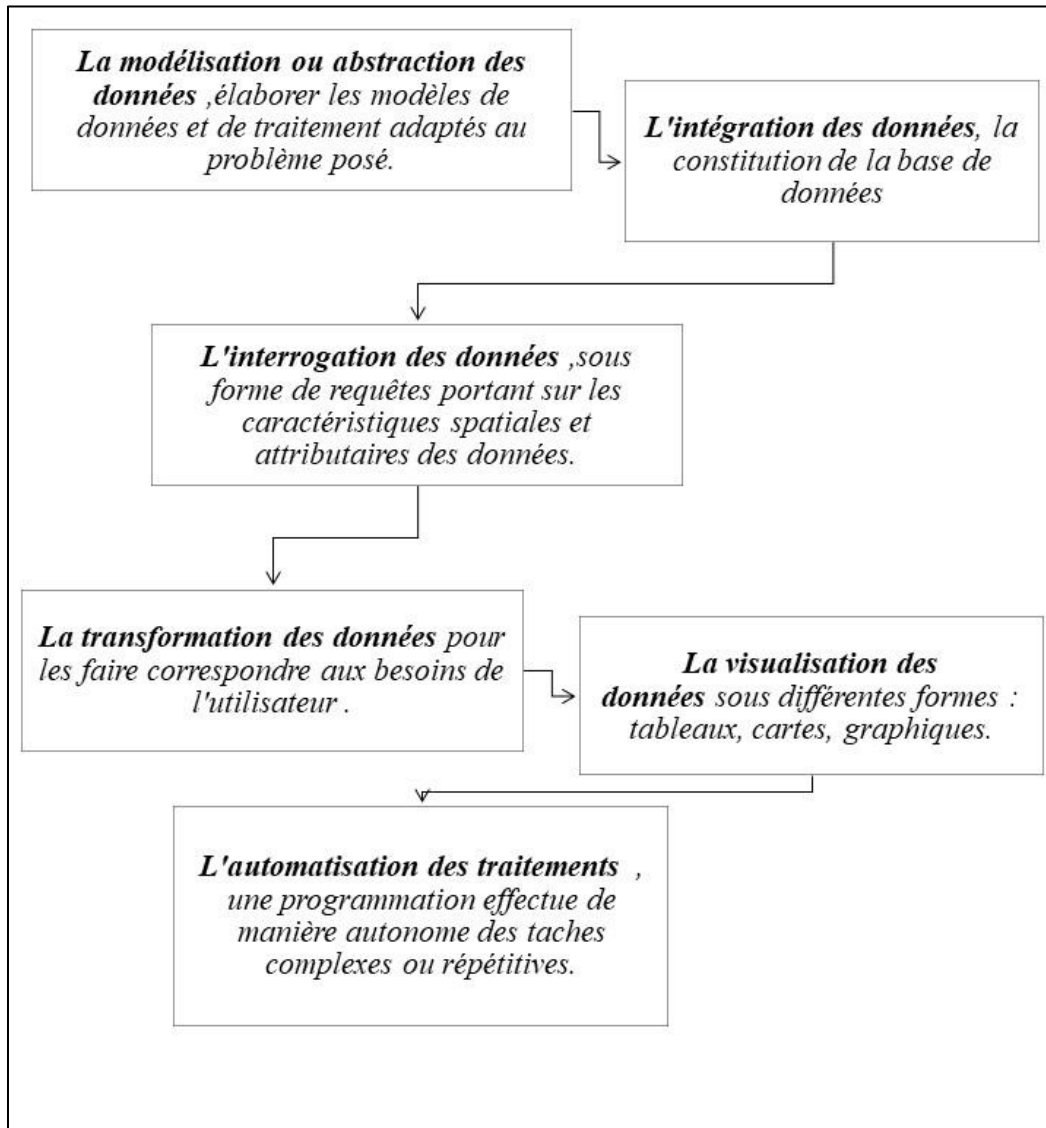 La modélisation ou abstraction des
données ,élaborer les modèles de
données et de traitement adaptés au
problème posé.
L'intégration des données, la
constitution de la base de
données
L'interrogation des données ,sous
forme de requêtes portant sur les
caractéristiques spatiales et
attributaires des données.
La transformation des données pour
les faire correspondre aux besoins de
l'utilisateur .
La visualisation des
données sous différentes formes :
tableaux, cartes, graphiques.
L'automatisation des traitements ,
une programmation effectue de
manière autonome des taches
complexes ou répétitives.